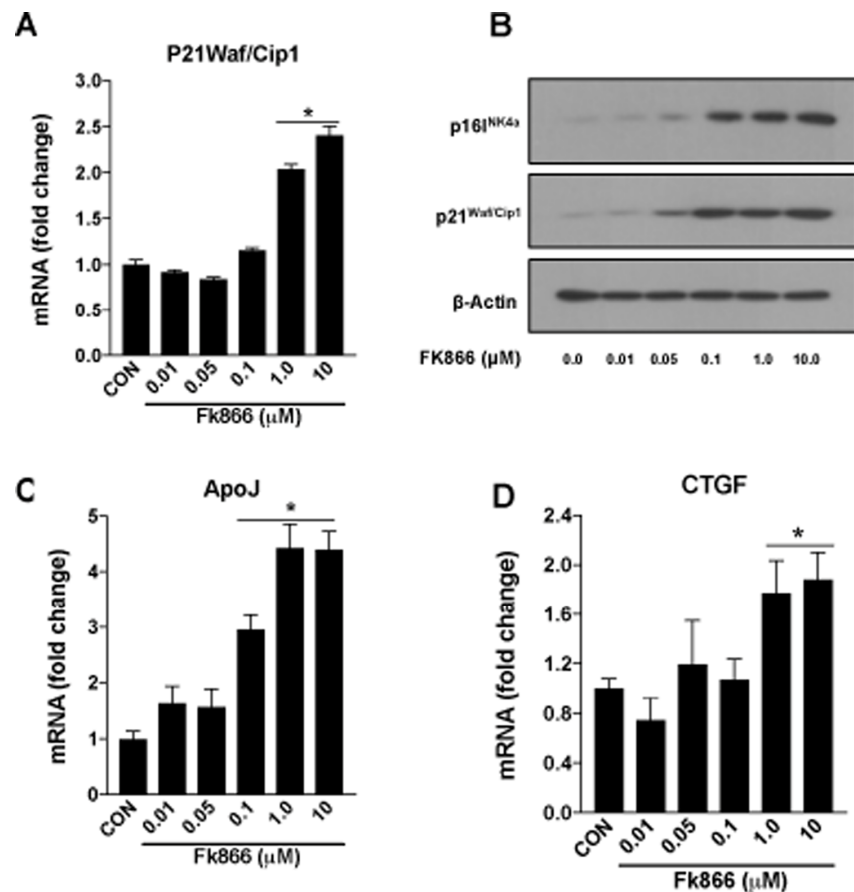 A
P21Waf/Cip1
mRNA (fold change)
3.0
2.5
2.0
1.5
1.0
0.5
0.0
*
CON 0.01 0.05 0.1 1.0 10
Fk866 (μM)
B
p16I^NK4a
p21^Waf/Cip1
β-Actin
FK866 (μM) 0.0 0.01 0.05 0.1 1.0 10.0
C
ApoJ
mRNA (fold change)
5
4
3
2
1
0
*
CON 0.01 0.05 0.1 1.0 10
Fk866 (μM)
D
CTGF
mRNA (fold change)
2.4
2.0
1.6
1.2
0.8
0.4
0.0
*
CON 0.01 0.05 0.1 1.0 10
Fk866 (μM)